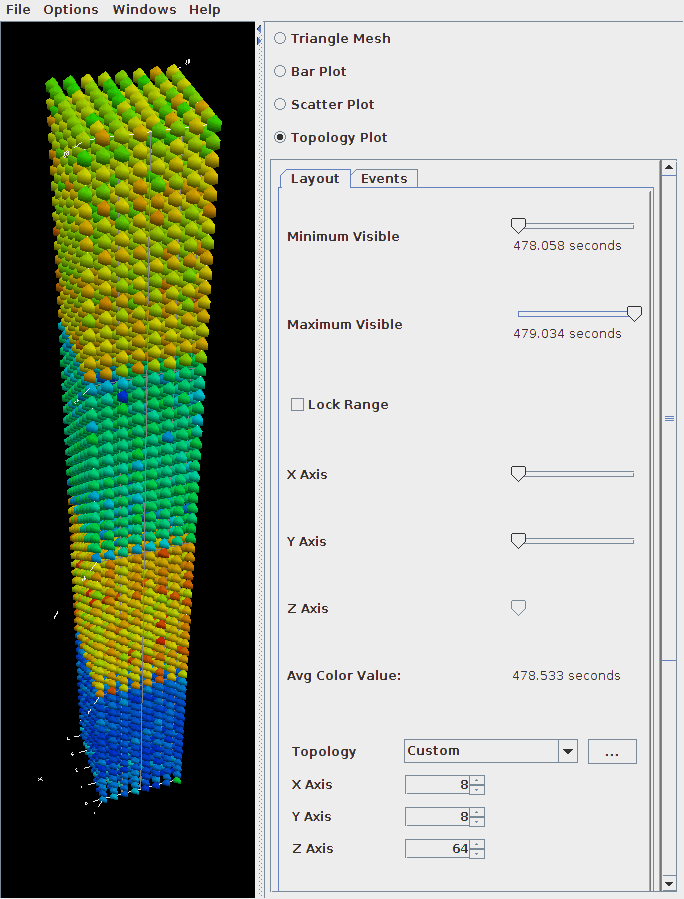 File Options Windows Help
Triangle Mesh
Bar Plot
Scatter Plot
Topology Plot
Layout Events
Minimum Visible
478.058 seconds
Maximum Visible
479.034 seconds
Lock Range
X Axis
Y Axis
Z Axis
Avg Color Value: 478.533 seconds
Topology Custom ...
X Axis 8
Y Axis 8
Z Axis 64